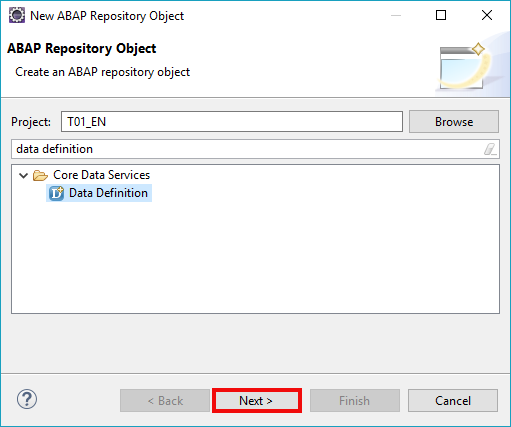 New ABAP Repository Object
ABAP Repository Object
Create an ABAP repository object
Project: T01_EN Browse
data definition
Core Data Services
D Data Definition
? < Back Next > Finish Cancel